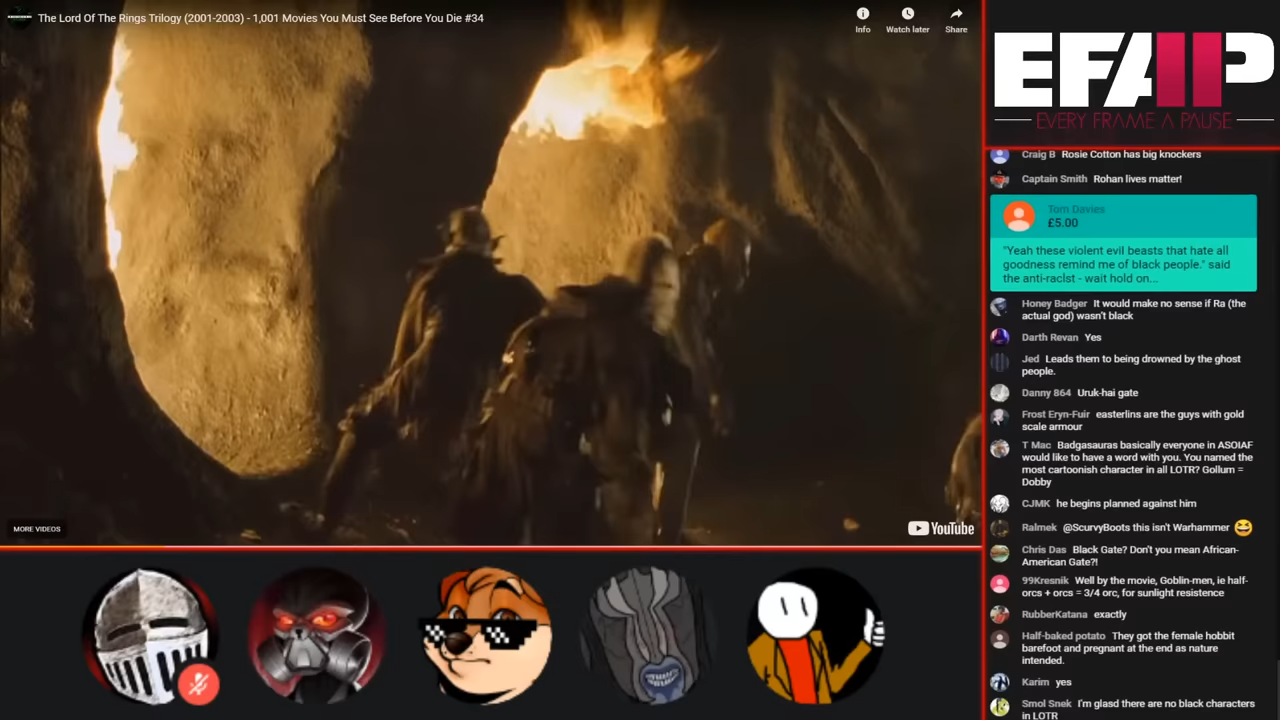 The Lord Of The Rings Trilogy (2001-2003) - 1,001 Movies You Must See Before You Die #34
Info
Watch later
Share
MORE VIDEOS
YouTube
EFAP
EVERY FRAME A PAUSE
Craig B Rosie Cotton has big knockers
Captain Smith Rohan lives matter!
Tom Davies
£5.00
"Yeah these violent evil beasts that hate all
goodness remind me of black people." said
the anti-racist - wait hold on...
Honey Badger It would make no sense if Ra (the
actual god) wasn't black
Darth Revan Yes
Jed Leads them to being drowned by the ghost
people.
Danny 864 Uruk-hai gate
Frost Eryn-Fuir easterlins are the guys with gold
scale armour
T Mac Badgasauras basically everyone in ASOIAF
would like to have a word with you. You named the
most cartoonish character in all LOTR? Gollum =
Dobby
CJMK he begins planned against him
Ralmek @ScurvyBoots this isn't Warhammer
Chris Das Black Gate? Don't you mean African-
American Gate?!
99Kresnik Well by the movie, Goblin-men, ie half-
orcs + orcs = 3/4 orc, for sunlight resistence
RubberKatana exactly
Half-baked potato They got the female hobbit
barefoot and pregnant at the end as nature
intended.
Karim yes
Smol Snek I'm glasd there are no black characters
in LOTR